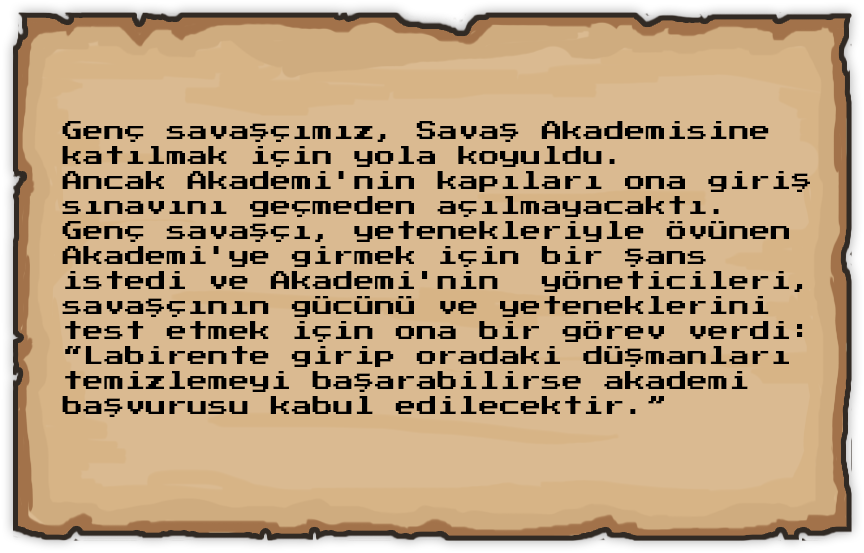 Genç savaşçımız, Savaş Akademisine
katılmak için yola koyuldu.
Ancak Akademi'nin kapıları ona giriş
sınavını geçmeden açılmayacaktı.
Genç savaşçı, yetenekleriyle övünen
Akademi'ye girmek için bir şans
istedi ve Akademi'nin  yöneticileri,
savaşçının gücünü ve yeteneklerini
test etmek için ona bir görev verdi:
“Labirente girip oradaki düşmanları
temizlemeyi başarabilirse akademi
başvurusu kabul edilecektir.”